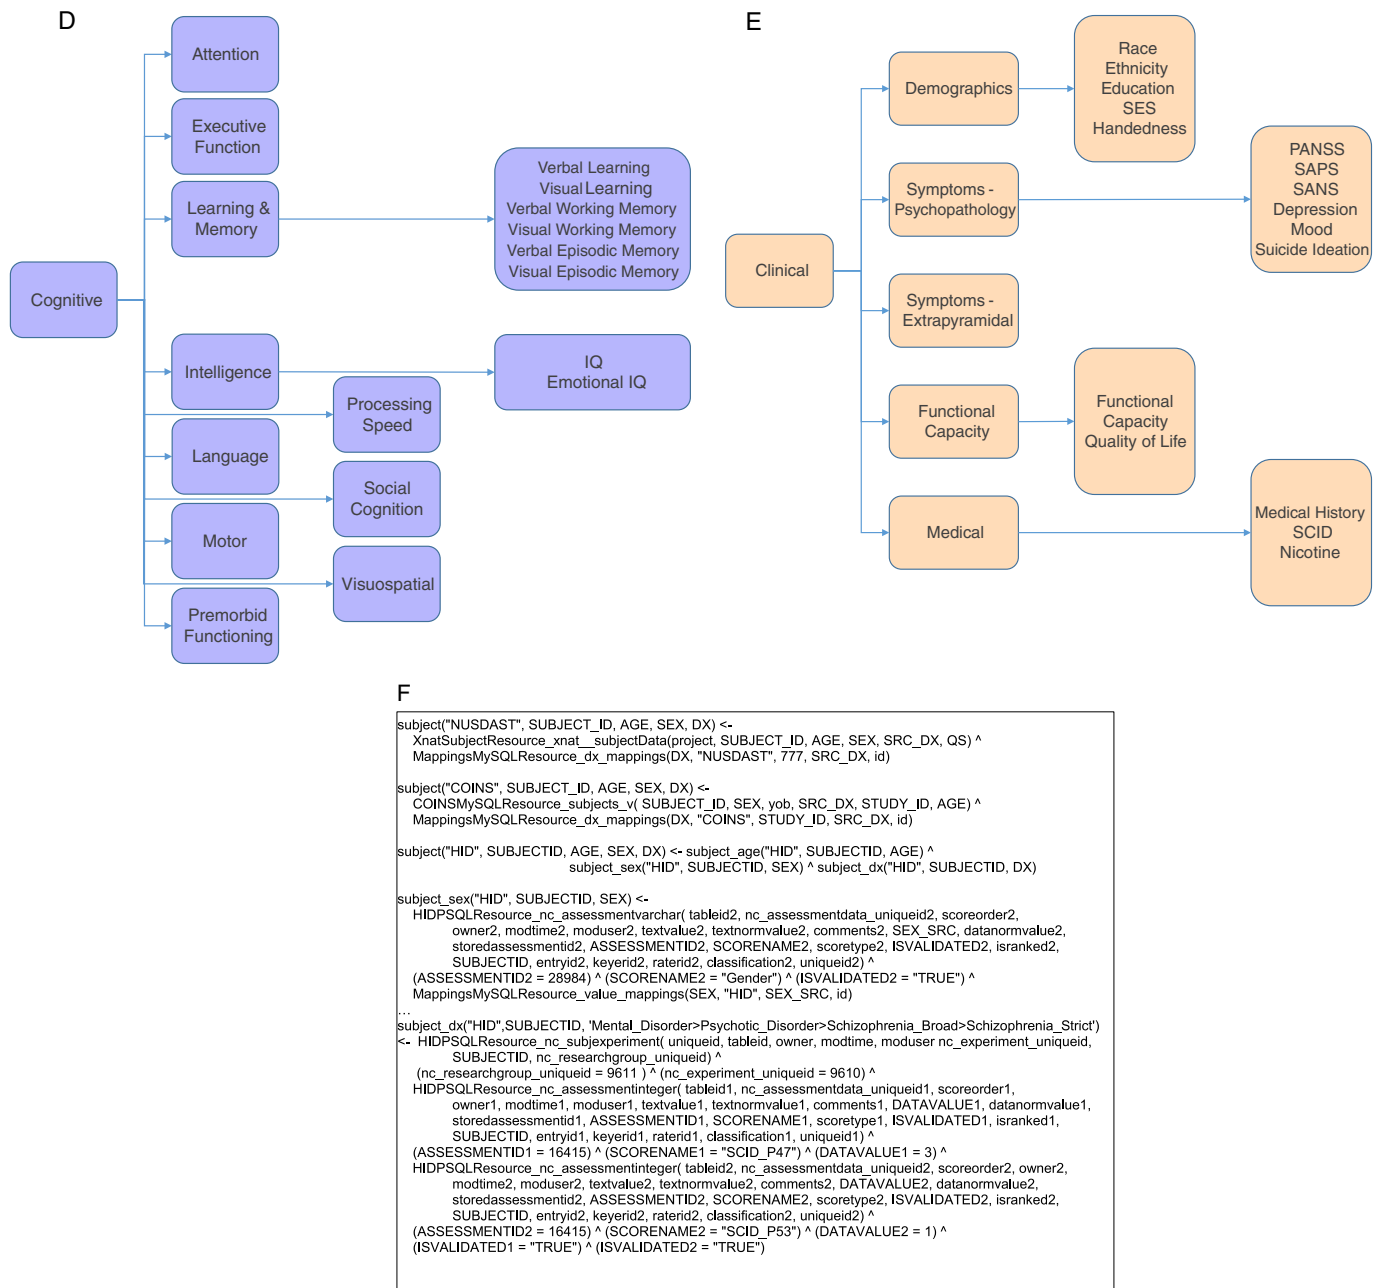 D
Attention
Executive
Function
Learning &
Memory
Verbal Learning
Visual Learning
Verbal Working Memory
Visual Working Memory
Verbal Episodic Memory
Visual Episodic Memory
Cognitive
Intelligence
IQ
Emotional IQ
Processing
Speed
Language
Social
Cognition
Motor
Visuospatial
Premorbid
Functioning
E
Demographics
Race
Ethnicity
Education
SES
Handedness
Symptoms -
Psychopathology
PANSS
SAPS
SANS
Depression
Mood
Suicide Ideation
Clinical
Symptoms -
Extrapyramidal
Functional
Capacity
Functional
Capacity
Quality of Life
Medical
Medical History
SCID
Nicotine
F
subject("NUSDAST", SUBJECT_ID, AGE, SEX, DX) <-
XnatSubjectResource_xnat__subjectData(project, SUBJECT_ID, AGE, SEX, SRC_DX, QS) ^
MappingsMySQLResource_dx_mappings(DX, "NUSDAST", 777, SRC_DX, id)
subject("COINS", SUBJECT_ID, AGE, SEX, DX) <-
COINSMySQLResource_subjects_v( SUBJECT_ID, SEX, yob, SRC_DX, STUDY_ID, AGE) ^
MappingsMySQLResource_dx_mappings(DX, "COINS", STUDY_ID, SRC_DX, id)
subject("HID", SUBJECTID, AGE, SEX, DX) <- subject_age("HID", SUBJECTID, AGE) ^
subject_sex("HID", SUBJECTID, SEX) ^ subject_dx("HID", SUBJECTID, DX)
subject_sex("HID", SUBJECTID, SEX) <-
HIDPSQLResource_nc_assessmentvarchar( tableid2, nc_assessmentdata_uniqueid2, scoreorder2,
owner2, modtime2, moduser2, textvalue2, textnormvalue2, comments2, SEX_SRC, datanormvalue2,
storedassessmentid2, ASSESSMENTID2, SCORENAME2, scoretype2, ISVALIDATED2, isranked2,
SUBJECTID, entryid2, keyerid2, raterid2, classification2, uniqueid2) ^
(ASSESSMENTID2 = 28984) ^ (SCORENAME2 = "Gender") ^ (ISVALIDATED2 = "TRUE") ^
MappingsMySQLResource_value_mappings(SEX, "HID", SEX_SRC, id)
...
subject_dx("HID",SUBJECTID, 'Mental_Disorder>Psychotic_Disorder>Schizophrenia_Broad>Schizophrenia_Strict')
<- HIDPSQLResource_nc_subjexperiment( uniqueid, tableid, owner, modtime, moduser nc_experiment_uniqueid,
SUBJECTID, nc_researchgroup_uniqueid) ^
(nc_researchgroup_uniqueid = 9611 ) ^ (nc_experiment_uniqueid = 9610) ^
HIDPSQLResource_nc_assessmentinteger( tableid1, nc_assessmentdata_uniqueid1, scoreorder1,
owner1, modtime1, moduser1, textvalue1, textnormvalue1, comments1, DATAVALUE1, datanormvalue1,
storedassessmentid1, ASSESSMENTID1, SCORENAME1, scoretype1, ISVALIDATED1, isranked1,
SUBJECTID, entryid1, keyerid1, raterid1, classification1, uniqueid1) ^
(ASSESSMENTID1 = 16415) ^ (SCORENAME1 = "SCID_P47") ^ (DATAVALUE1 = 3) ^
HIDPSQLResource_nc_assessmentinteger( tableid2, nc_assessmentdata_uniqueid2, scoreorder2, owner2,
modtime2, moduser2, textvalue2, textnormvalue2, comments2, DATAVALUE2, datanormvalue2,
storedassessmentid2, ASSESSMENTID2, SCORENAME2, scoretype2, ISVALIDATED2, isranked2,
SUBJECTID, entryid2, keyerid2, raterid2, classification2, uniqueid2) ^
(ASSESSMENTID2 = 16415) ^ (SCORENAME2 = "SCID_P53") ^ (DATAVALUE2 = 1) ^
(ISVALIDATED1 = "TRUE") ^ (ISVALIDATED2 = "TRUE")